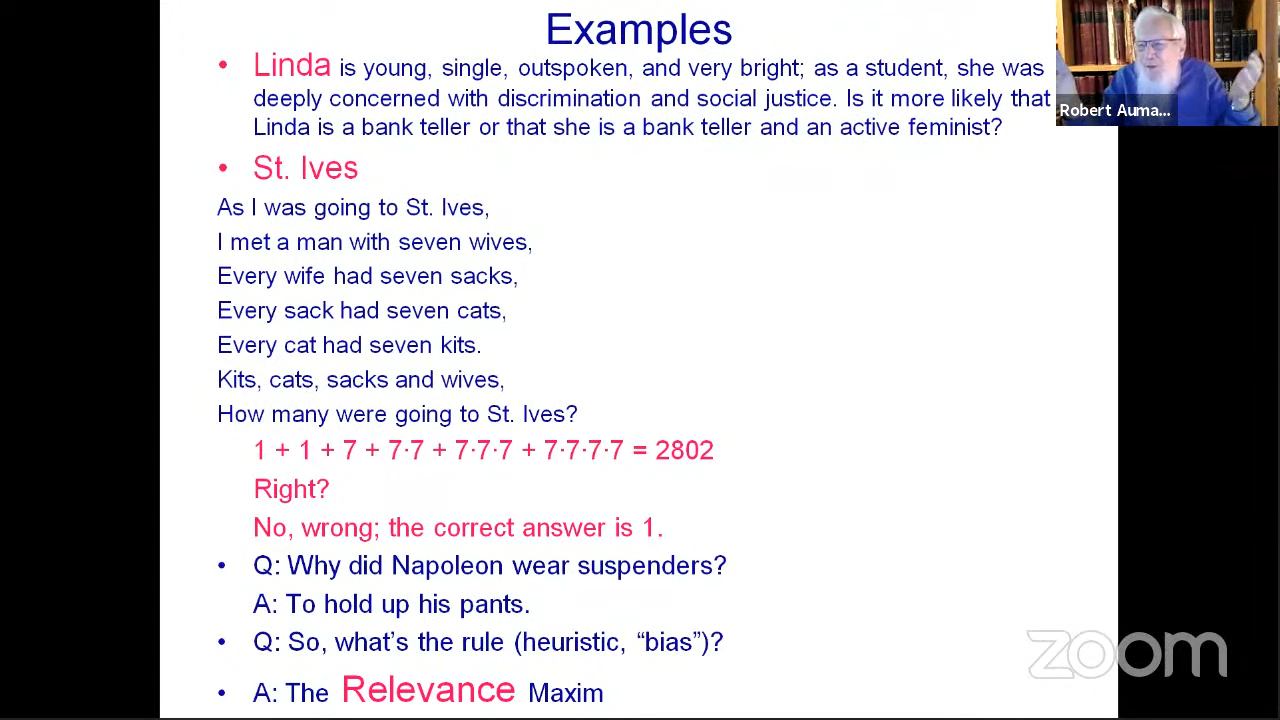 Examples
• Linda is young, single, outspoken, and very bright; as a student, she was
deeply concerned with discrimination and social justice. Is it more likely that
Linda is a bank teller or that she is a bank teller and an active feminist?
Robert Auma...
• St. Ives
As I was going to St. Ives,
I met a man with seven wives,
Every wife had seven sacks,
Every sack had seven cats,
Every cat had seven kits.
Kits, cats, sacks and wives,
How many were going to St. Ives?
1 + 1 + 7 + 7·7 + 7·7·7 + 7·7·7·7 = 2802
Right?
No, wrong; the correct answer is 1.
• Q: Why did Napoleon wear suspenders?
A: To hold up his pants.
• Q: So, what's the rule (heuristic, “bias”)?
• A: The Relevance Maxim
zoom